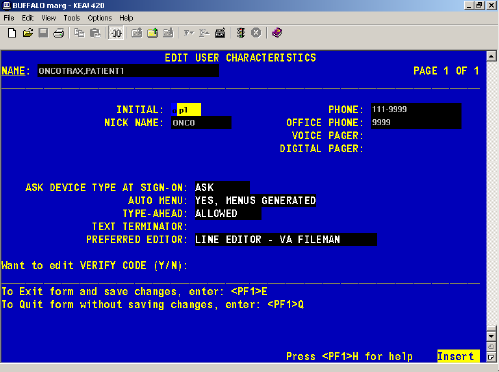 BUFFALO marg - KEA! 420
File Edit View Tools Options Help
EDIT USER CHARACTERISTICS
NAME: ONCOTRAX,PATIENT1 PAGE 1 OF 1
INITIAL: p1 PHONE: 111-9999
NICK NAME: ONCO OFFICE PHONE: 9999
VOICE PAGER:
DIGITAL PAGER:
ASK DEVICE TYPE AT SIGN-ON: ASK
AUTO MENU: YES, MENUS GENERATED
TYPE-AHEAD: ALLOWED
TEXT TERMINATOR:
PREFERRED EDITOR: LINE EDITOR - VA FILEMAN
Want to edit VERIFY CODE (Y/N):
To Exit form and save changes, enter: <PF1>E
To Quit form without saving changes, enter: <PF1>Q
Press <PF1>H for help Insert